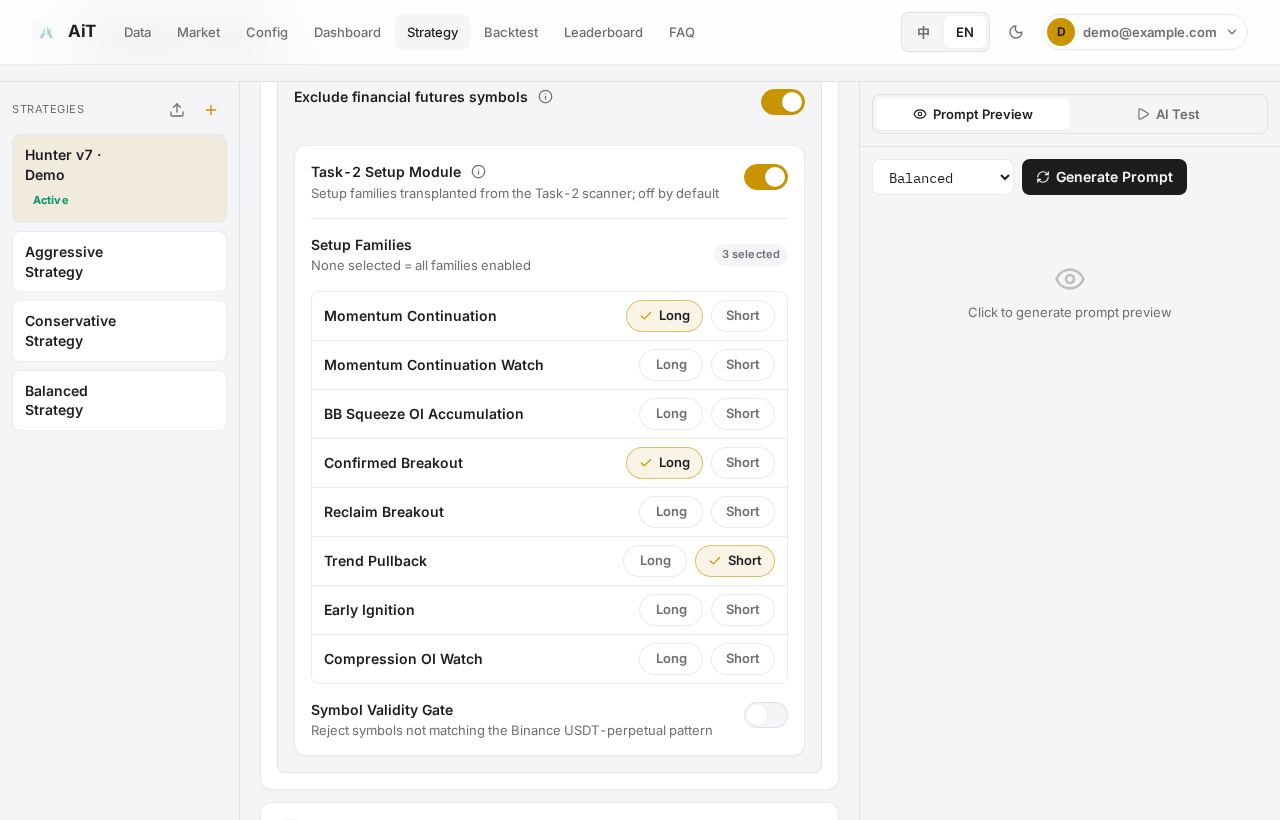 AiT
Data
Market
Config
Dashboard
Strategy
Backtest
Leaderboard
FAQ
中
EN
D
demo@example.com
STRATEGIES
Hunter v7 ·
Demo
Active
Aggressive
Strategy
Conservative
Strategy
Balanced
Strategy
Exclude financial futures symbols
Task-2 Setup Module
Setup families transplanted from the Task-2 scanner; off by default
Setup Families
None selected = all families enabled
3 selected
Momentum Continuation
Long
Short
Momentum Continuation Watch
Long
Short
BB Squeeze OI Accumulation
Long
Short
Confirmed Breakout
Long
Short
Reclaim Breakout
Long
Short
Trend Pullback
Long
Short
Early Ignition
Long
Short
Compression OI Watch
Long
Short
Symbol Validity Gate
Reject symbols not matching the Binance USDT-perpetual pattern
Prompt Preview
AI Test
Balanced
Generate Prompt
Click to generate prompt preview